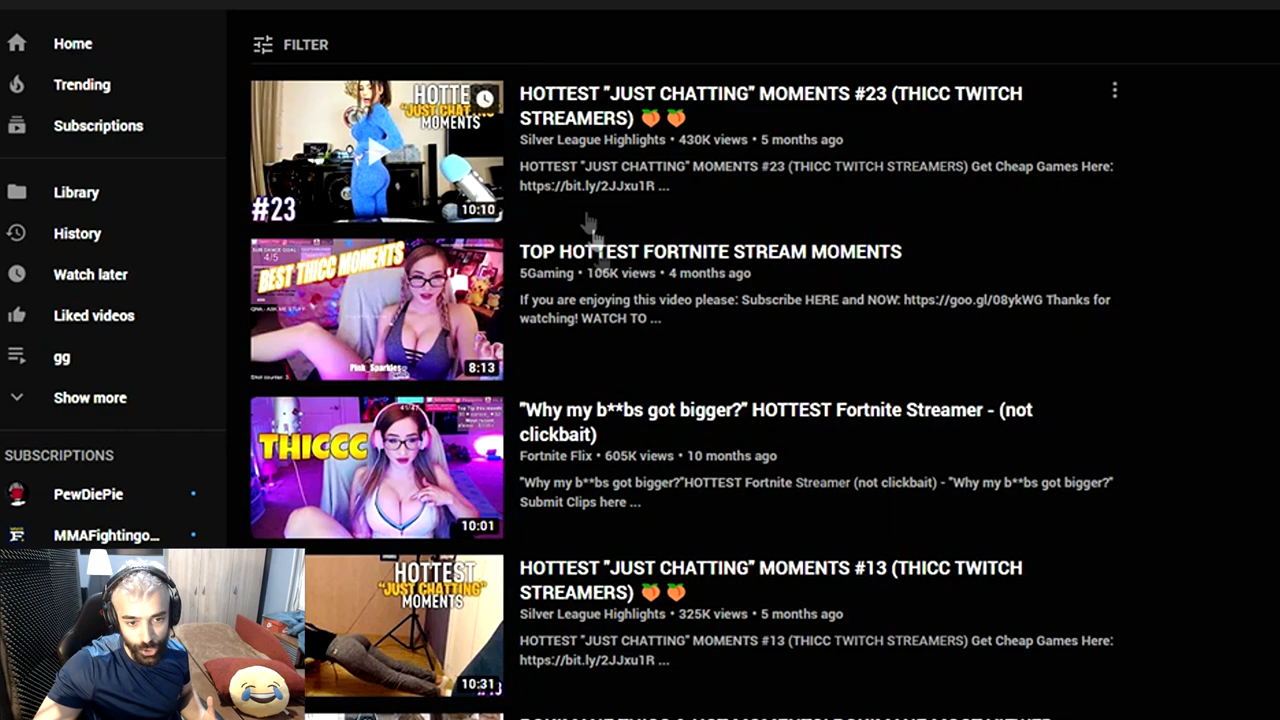 Home
Trending
Subscriptions
Library
History
Watch later
Liked videos
gg
Show more
SUBSCRIPTIONS
PewDiePie
MMAFightingo...
FILTER
HOTTE
"JUST CHAT
MOMENTS
#23
10:10
HOTTEST "JUST CHATTING" MOMENTS #23 (THICC TWITCH
STREAMERS) 🍑 🍑
Silver League Highlights • 430K views • 5 months ago
HOTTEST "JUST CHATTING" MOMENTS #23 (THICC TWITCH STREAMERS) Get Cheap Games Here:
https://bit.ly/2JJxu1R ...
4/5
BEST THICC MOMENTS
Pink_Sparkles
8:13
TOP HOTTEST FORTNITE STREAM MOMENTS
5Gaming • 106K views • 4 months ago
If you are enjoying this video please: Subscribe HERE and NOW: https://goo.gl/08ykWG Thanks for
watching! WATCH TO ...
THICCC
10:01
"Why my b**bs got bigger?" HOTTEST Fortnite Streamer - (not
clickbait)
Fortnite Flix • 605K views • 10 months ago
"Why my b**bs got bigger?"HOTTEST Fortnite Streamer (not clickbait) - "Why my b**bs got bigger?"
Submit Clips here ...
HOTTEST
"JUST CHATTING"
MOMENTS
10:31
HOTTEST "JUST CHATTING" MOMENTS #13 (THICC TWITCH
STREAMERS) 🍑 🍑
Silver League Highlights • 325K views • 5 months ago
HOTTEST "JUST CHATTING" MOMENTS #13 (THICC TWITCH STREAMERS) Get Cheap Games Here:
https://bit.ly/2JJxu1R ...